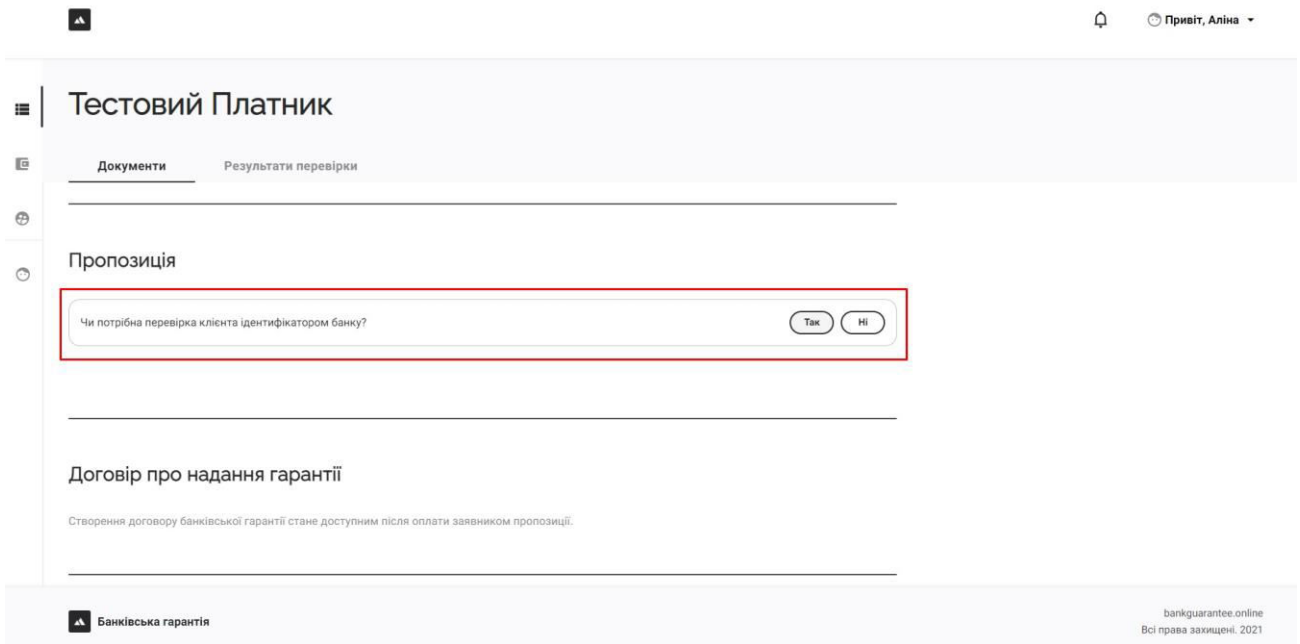 Привіт, Аліна
Тестовий Платник
Документи
Результати перевірки
Пропозиція
Чи потрібна перевірка клієнта ідентифікатором банку?
Так
Ні
Договір про надання гарантії
Створення договору банківської гарантії стане доступним після оплати заявником пропозиції.
Банківська гарантія
bankguarantee.online
Всі права захищені. 2021